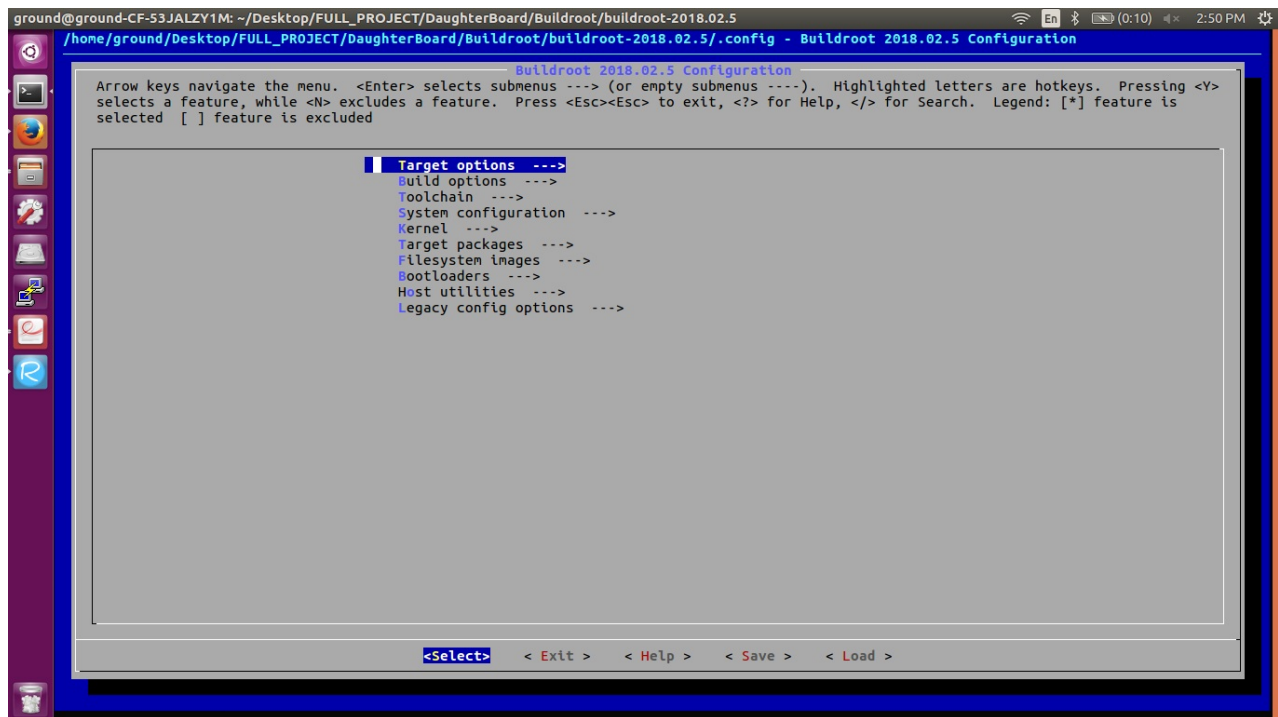 ground@ground-CF-53JALZY1M: ~/Desktop/FULL_PROJECT/DaughterBoard/Buildroot/buildroot-2018.02.5 En (0:10) 2:50 PM
/home/ground/Desktop/FULL_PROJECT/DaughterBoard/Buildroot/buildroot-2018.02.5/.config - Buildroot 2018.02.5 Configuration
Buildroot 2018.02.5 Configuration
Arrow keys navigate the menu. <Enter> selects submenus ---> (or empty submenus ----). Highlighted letters are hotkeys. Pressing <Y>
selects a feature, while <N> excludes a feature. Press <Esc><Esc> to exit, <?> for Help, </> for Search. Legend: [*] feature is
selected [ ] feature is excluded
Target options --->
Build options --->
Toolchain --->
System configuration --->
Kernel --->
Target packages --->
Filesystem images --->
Bootloaders --->
Host utilities --->
Legacy config options --->
<Select> < Exit > < Help > < Save > < Load >